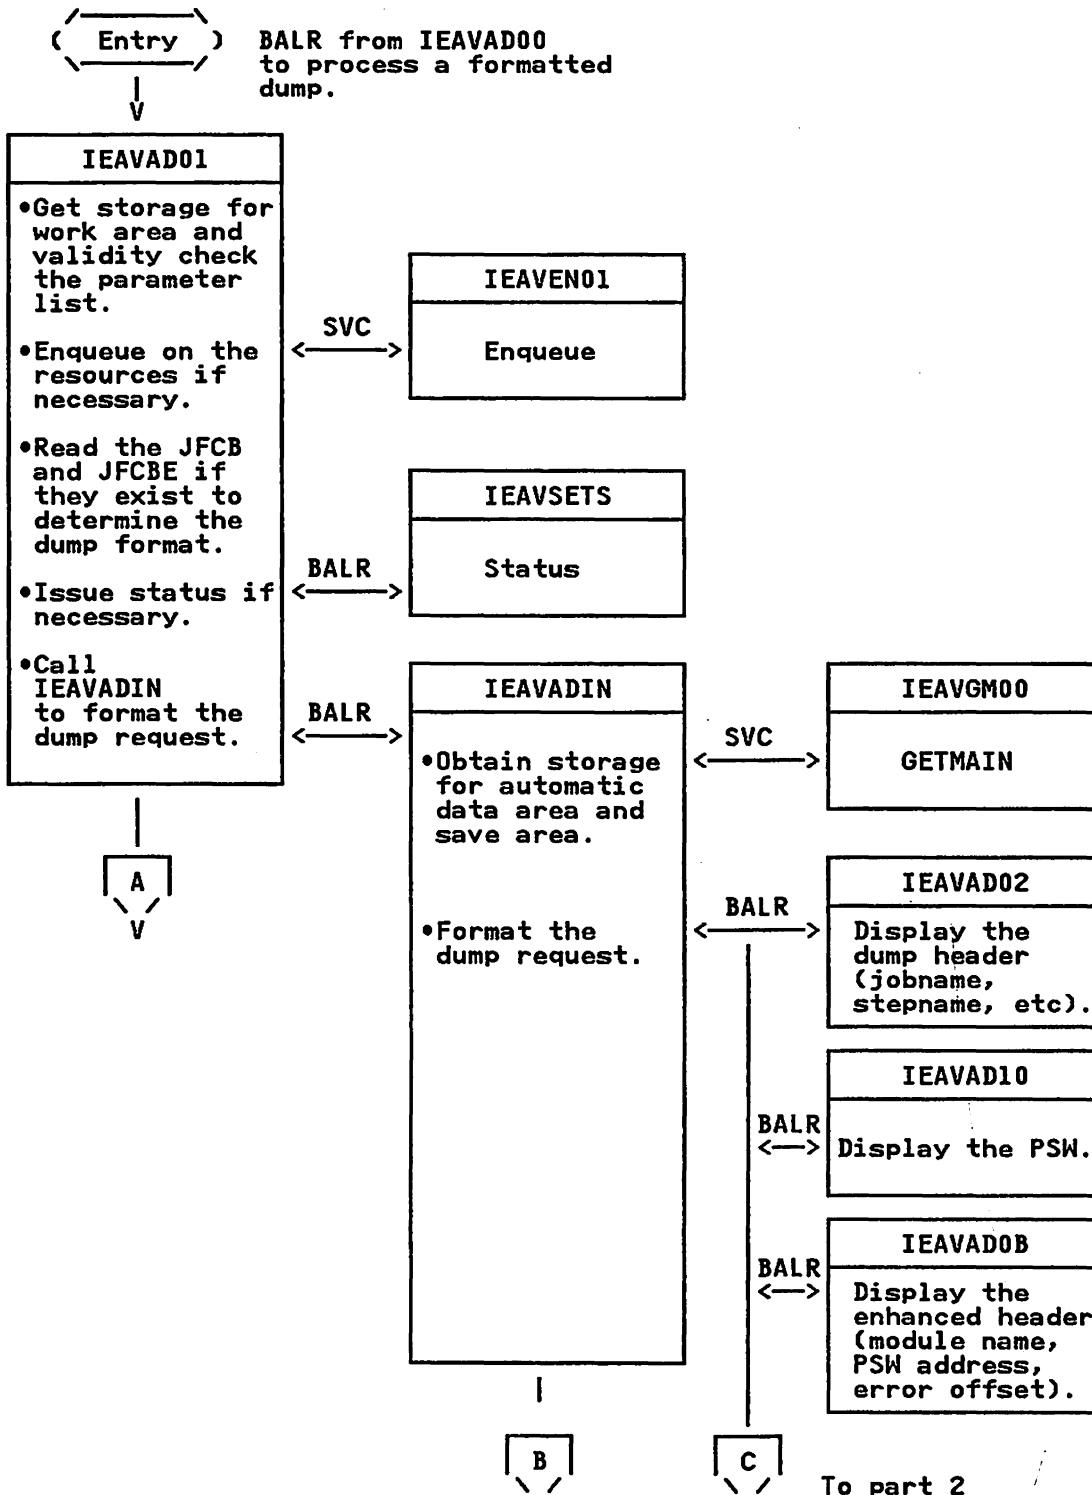 Entry
BALR from IEAVAD00
to process a formatted
dump.
V
IEAVAD01
•Get storage for
work area and
validity check
the parameter
list.
•Enqueue on the
resources if
necessary.
•Read the JFCB
and JFCBE if
they exist to
determine the
dump format.
•Issue status if
necessary.
•Call
IEAVADIN
to format the
dump request.
A
V
SVC
IEAVEN01
Enqueue
BALR
IEAVSETS
Status
BALR
IEAVADIN
•Obtain storage
for automatic
data area and
save area.
•Format the
dump request.
B
SVC
IEAVGM00
GETMAIN
BALR
IEAVAD02
Display the
dump header
(jobname,
stepname, etc).
BALR
IEAVAD10
Display the PSW.
BALR
IEAVAD0B
Display the
enhanced header
(module name,
PSW address,
error offset).
C
To part 2